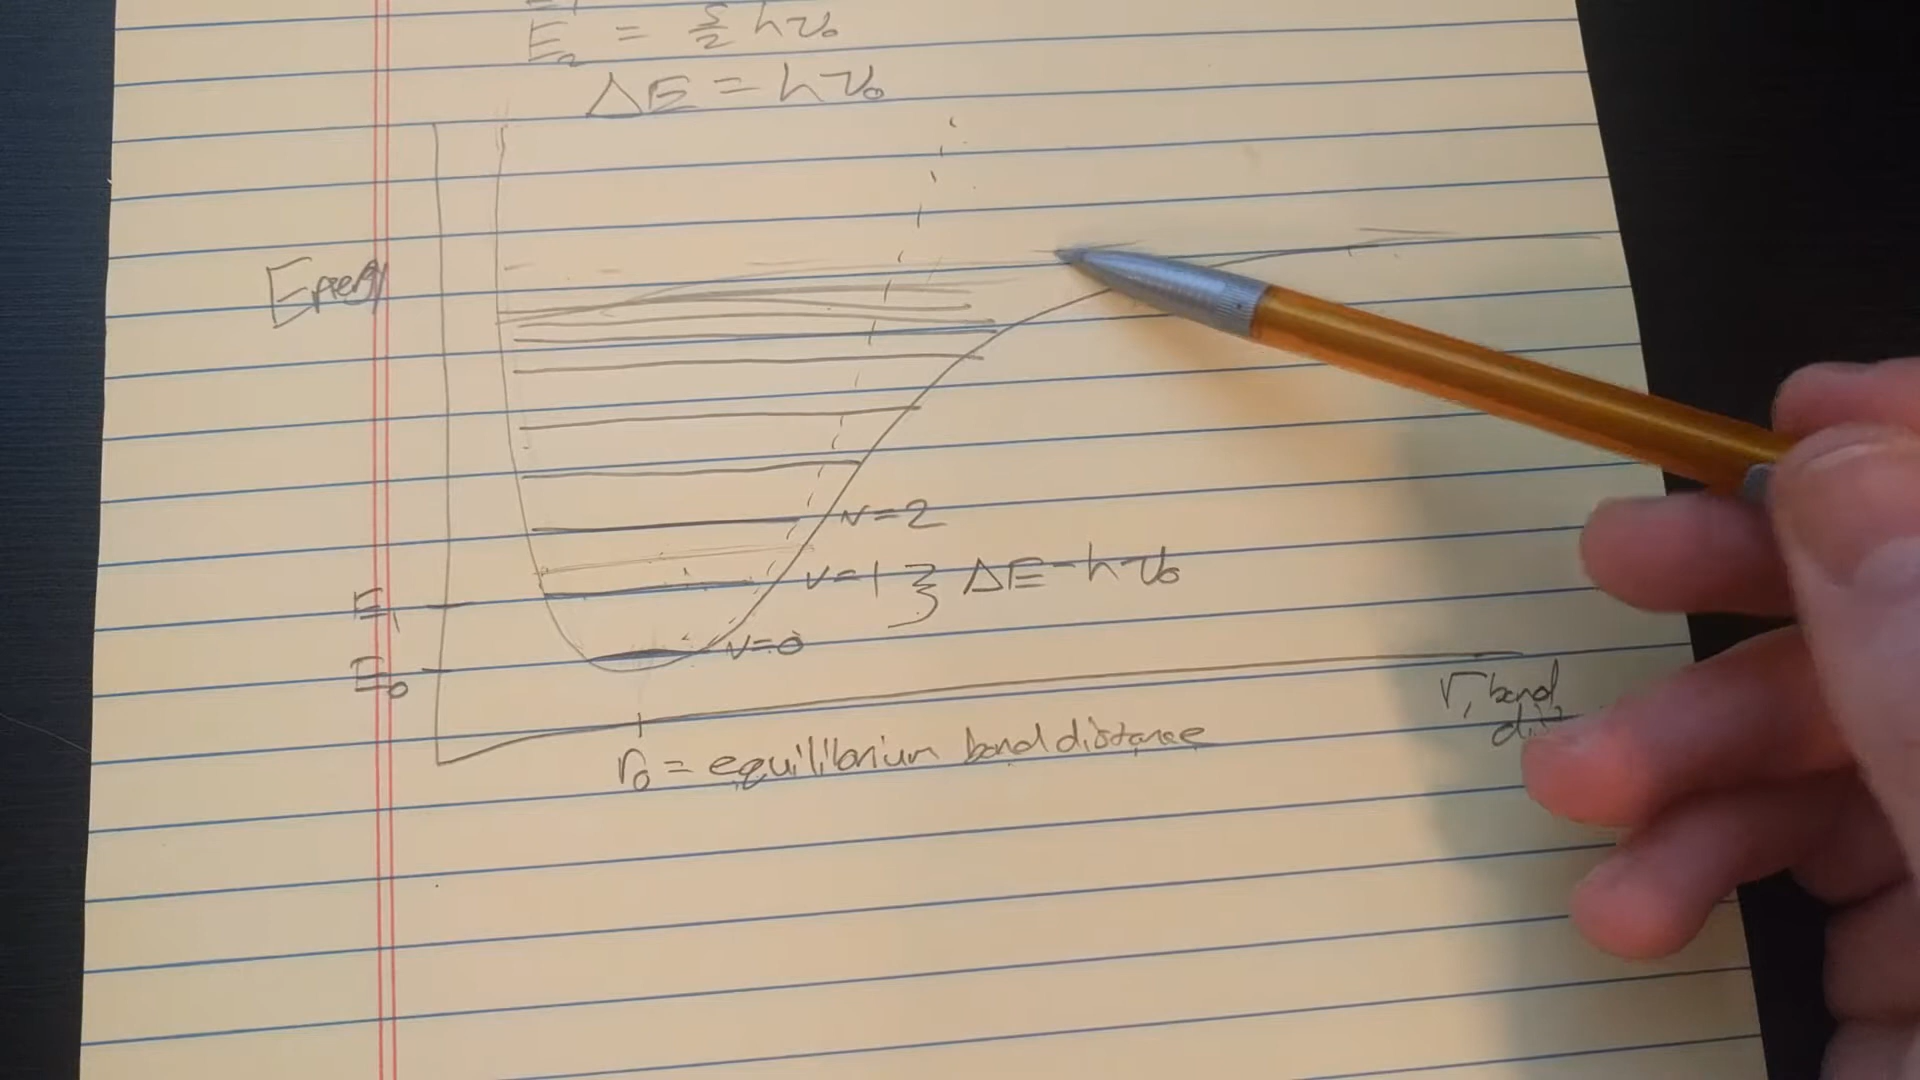 E₂ = 5/2 hν₀
ΔE = hν₀
Energy
v=2
v=1 } ΔE = hν₀
E₁
v=0
E₀
r, bond
r₀ = equilibrium bond distance